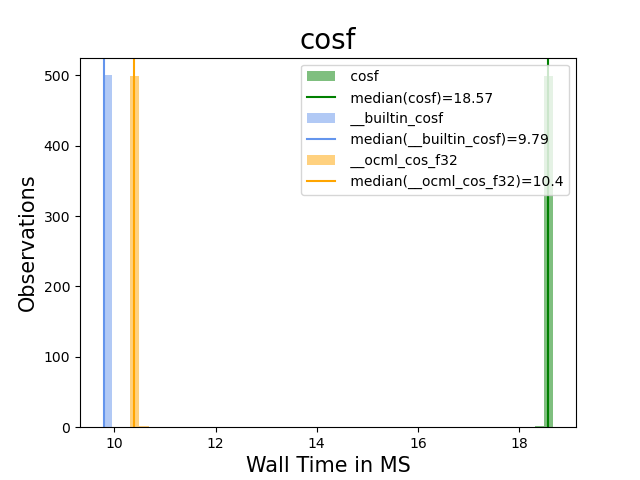 cosf
500
400
300
200
100
0
Observations
cosf
median(cosf)=18.57
__builtin_cosf
median(__builtin_cosf)=9.79
__ocml_cos_f32
median(__ocml_cos_f32)=10.4
10 12 14 16 18
Wall Time in MS